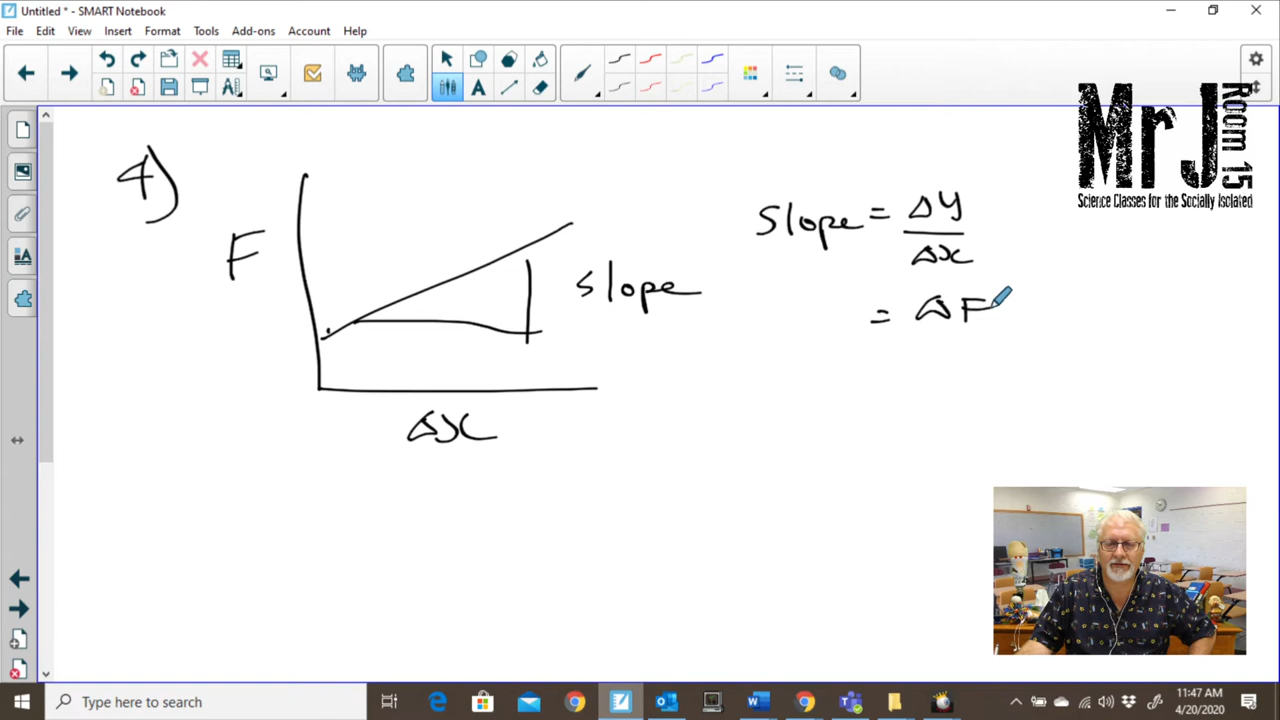 Untitled * - SMART Notebook
File Edit View Insert Format Tools Add-ons Account Help
Mr J
Room 15
Science Classes for the Socially Isolated
4)
F
slope
Δx
Slope = Δy
Δx
= ΔF
Type here to search
11:47 AM
4/20/2020